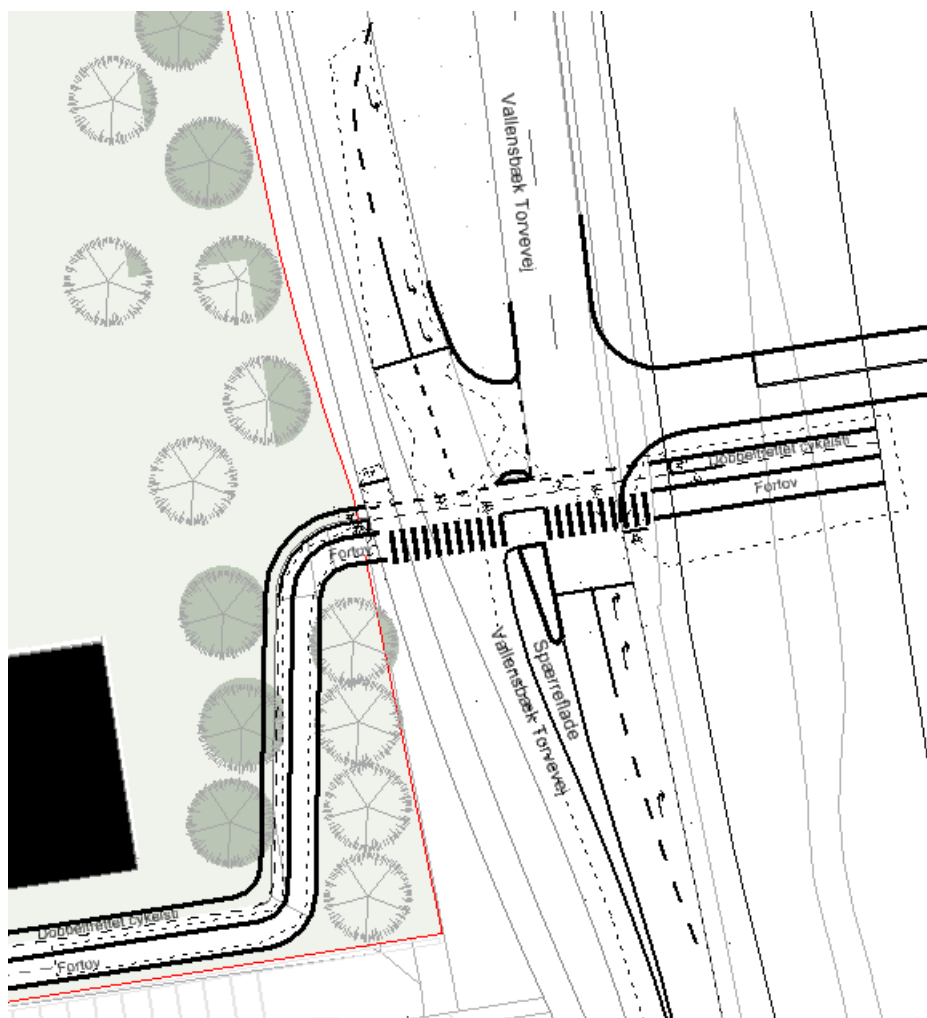 Vallensbæk Torvevej
Dobbeltrettet cykelsti
Fortov
Fortov
Spærreflade
Vallensbæk Torvevej
Dobbeltrettet cykelsti
Fortov